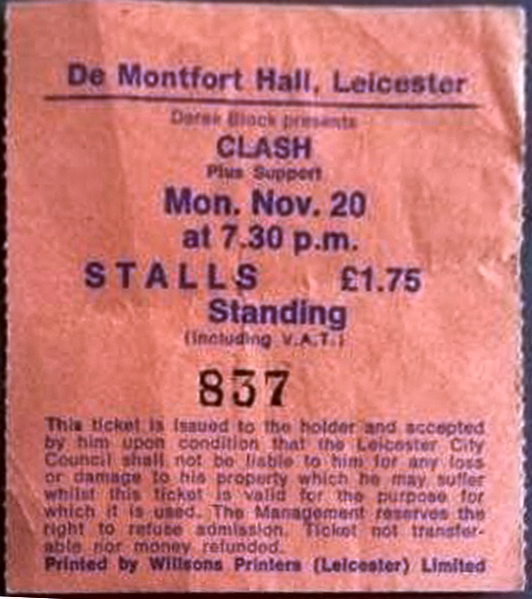 De Montfort Hall, Leicester
Derek Block presents
CLASH
Plus Support
Mon. Nov. 20
at 7.30 p.m.
STALLS £1.75
Standing
(including V.A.T.)
837
This ticket is issued to the holder and accepted
by him upon condition that the Leicester City
Council shall not be liable to him for any loss
or damage to his property which he may suffer
whilst this ticket is valid for the purpose for
which it is used. The Management reserves the
right to refuse admission. Ticket not transfer-
able nor money refunded.
Printed by Willsons Printers (Leicester) Limited